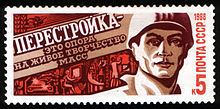 ПЕРЕСТРОЙКА-
ЭТО ОПОРА
НА ЖИВОЕ ТВОРЧЕСТВО
МАСС
1988
ПОЧТА СССР
5 К